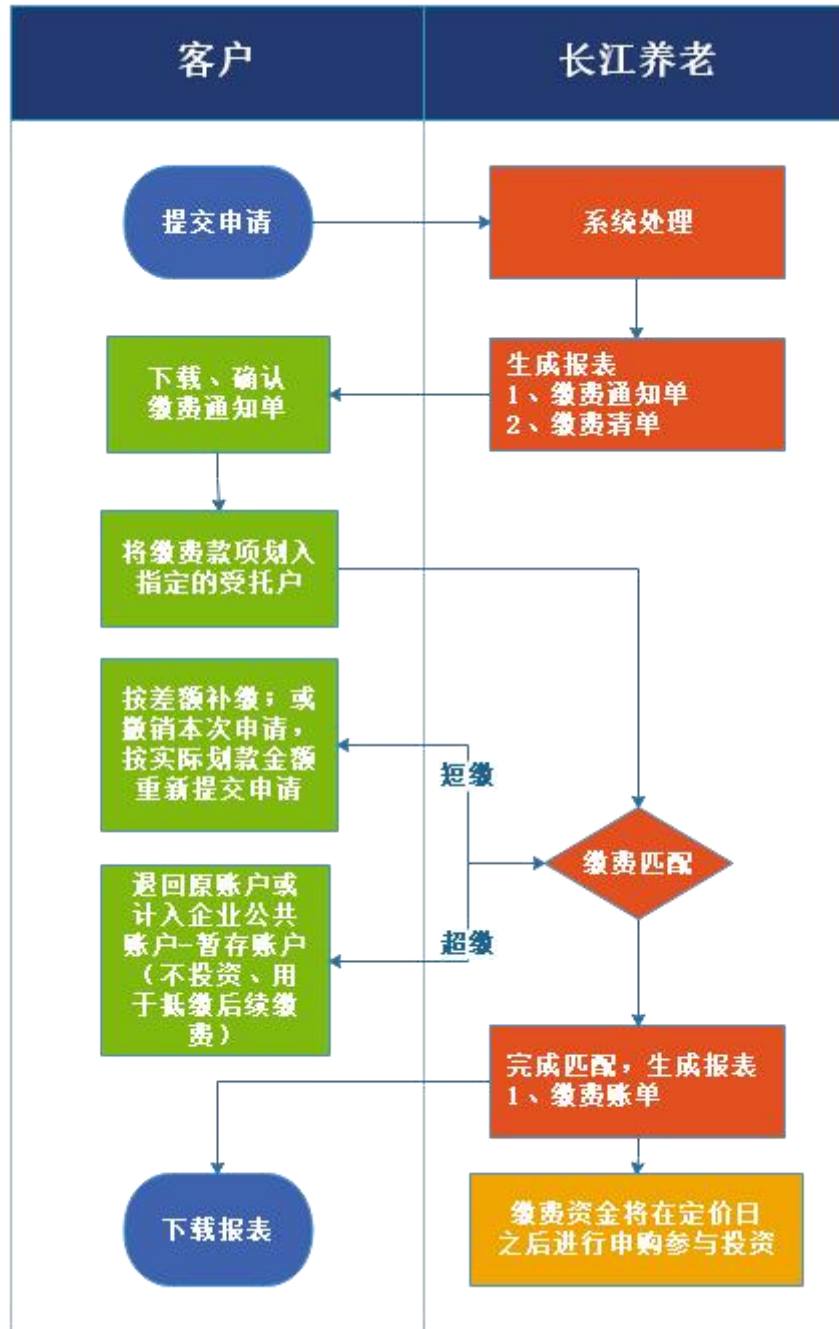 客户
长江养老
提交申请
系统处理
生成报表
1、缴费通知单
2、缴费清单
下载、确认
缴费通知单
将缴费款项划入
指定的受托户
按差额补缴；或
撤销本次申请，
按实际划款金额
重新提交申请
短缴
缴费匹配
退回原账户或
计入企业公共
账户-暂存账户
（不投资、用
于抵缴后续缴
费）
超缴
完成匹配，生成报表
1、缴费账单
下载报表
缴费资金将在定价日
之后进行申购参与投资